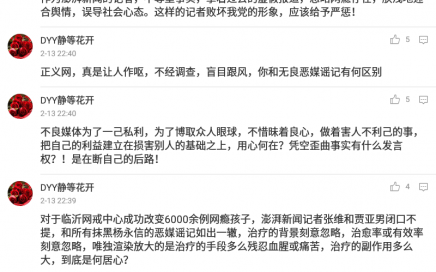 合舆情，误导社会心态。这样的记者败坏我党的形象，应该给予严惩！
DYY静等花开
5
2-13 22:40
正义网，真是让人作呕，不经调查，盲目跟风，你和无良恶媒谣记有何区别
DYY静等花开
5
2-13 22:40
不良媒体为了一己私利，为了博取众人眼球，不惜昧着良心，做着害人不利己的事，
把自己的利益建立在损害别人的基础之上，用心何在？凭空歪曲事实有什么发言
权？！是在断自己的后路！
DYY静等花开
5
2-13 22:39
对于临沂网戒中心成功改变6000余例网瘾孩子，澎湃新闻记者张维和贾亚男闭口不
提，和所有抹黑杨永信的恶媒谣记如出一辙，治疗的背景刻意忽略，治愈率或有效率
刻意忽略，唯独渲染放大的是治疗的手段多么残忍血腥或痛苦，治疗的副作用多么
大，到底是何居心？